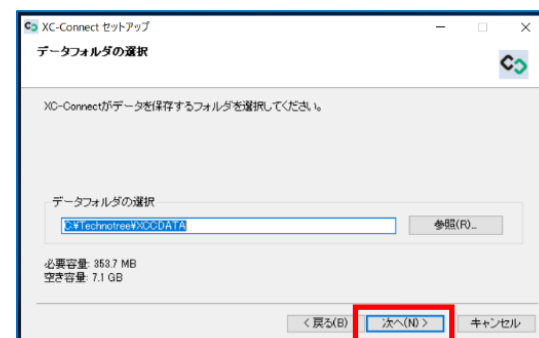 XC-Connect セットアップ
データフォルダの選択
XC-Connectがデータを保存するフォルダを選択してください。
データフォルダの選択
C:¥Technotree¥XCCDATA
参照(R)...
必要容量: 353.7 MB
空き容量: 7.1 GB
< 戻る(B)
次へ(N) >
キャンセル